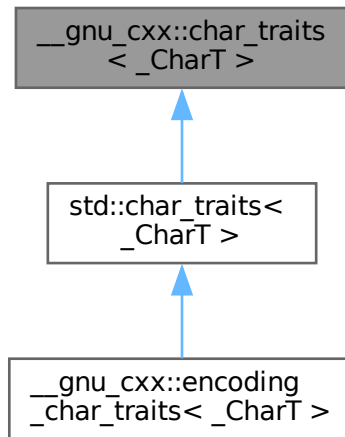 __gnu_cxx::char_traits
< _CharT >
std::char_traits<
_CharT >
__gnu_cxx::encoding
_char_traits< _CharT >